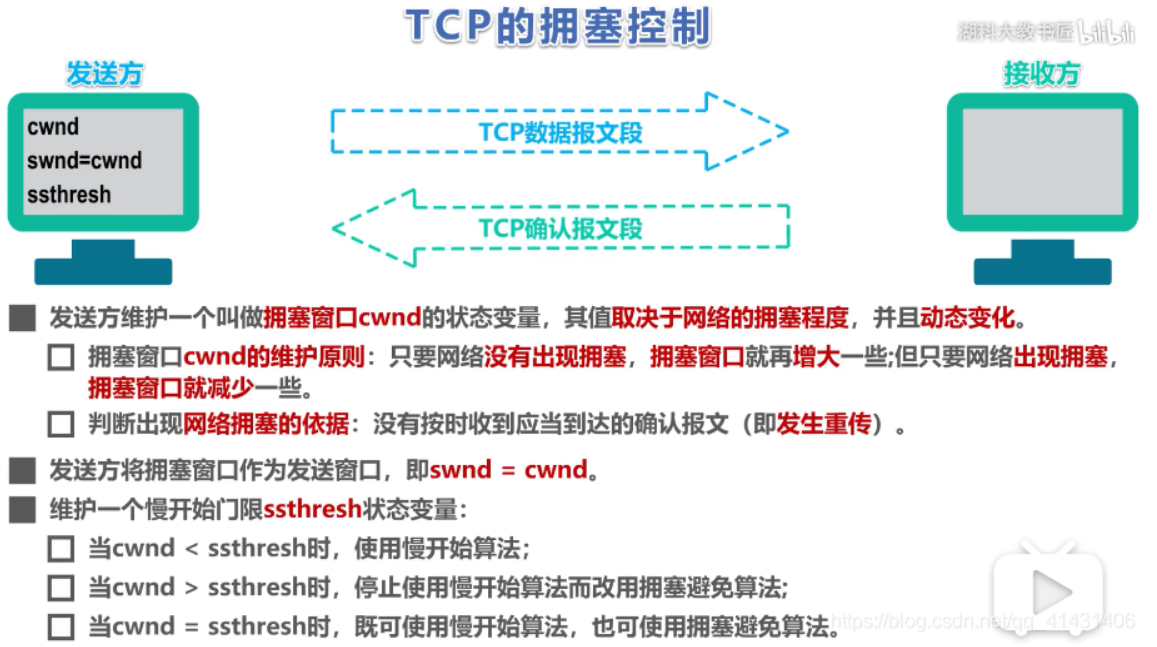 TCP的拥塞控制
湖科大教书匠 bilibili
发送方
接收方
cwnd
swnd=cwnd
ssthresh
TCP数据报文段
TCP确认报文段
发送方维护一个叫做拥塞窗口cwnd的状态变量，其值取决于网络的拥塞程度，并且动态变化。
拥塞窗口cwnd的维护原则：只要网络没有出现拥塞，拥塞窗口就再增大一些;但只要网络出现拥塞，
拥塞窗口就减少一些。
判断出现网络拥塞的依据：没有按时收到应当到达的确认报文（即发生重传）。
发送方将拥塞窗口作为发送窗口，即swnd = cwnd。
维护一个慢开始门限ssthresh状态变量：
当cwnd < ssthresh时，使用慢开始算法；
当cwnd > ssthresh时，停止使用慢开始算法而改用拥塞避免算法;
当cwnd = ssthresh时，既可使用慢开始算法，也可使用拥塞避免算法。
https://blog.csdn.net/qq_41431406